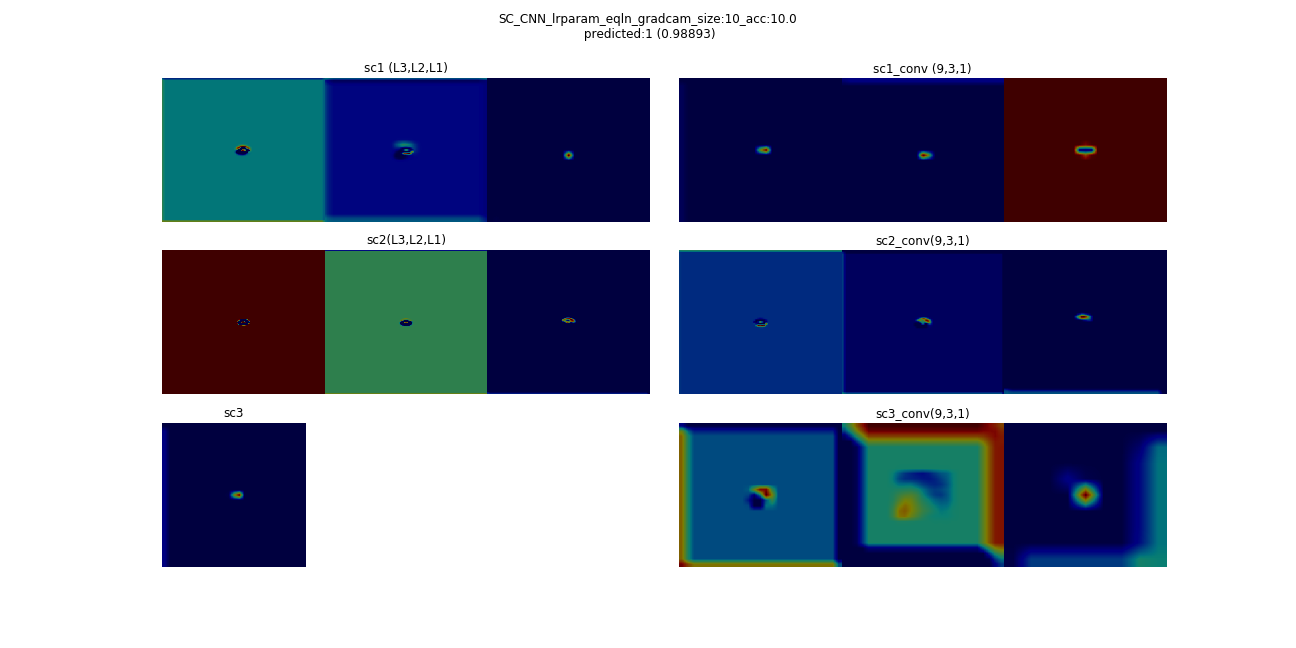 SC_CNN_lrparam_eqln_gradcam_size:10_acc:10.0
predicted:1 (0.98893)
sc1 (L3,L2,L1)
sc1_conv (9,3,1)
sc2(L3,L2,L1)
sc2_conv(9,3,1)
sc3
sc3_conv(9,3,1)